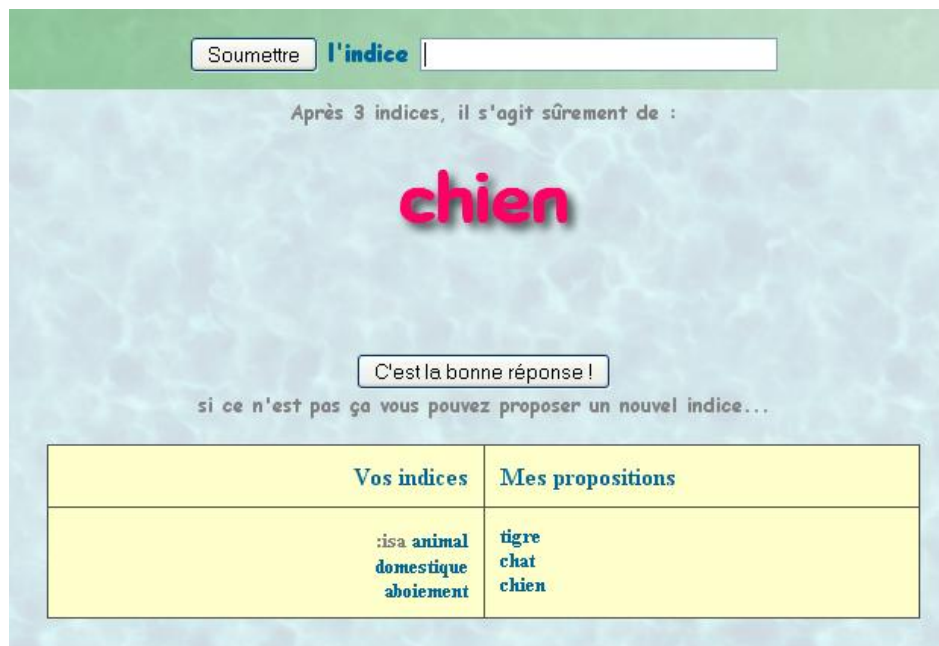 Soumettre l'indice
Après 3 indices, il s'agit sûrement de :
chien
C'est la bonne réponse !
si ce n'est pas ça vous pouvez proposer un nouvel indice...
Vos indices Mes propositions
:isa animal tigre
domestique chat
aboiement chien